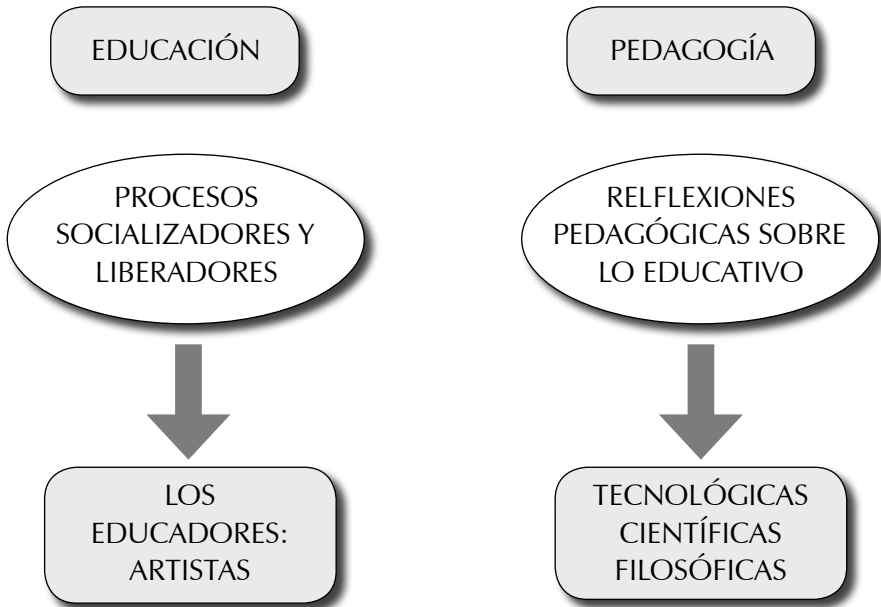 EDUCACIÓN
PROCESOS
SOCIALIZADORES Y
LIBERADORES
LOS
EDUCADORES:
ARTISTAS
PEDAGOGÍA
RELFLEXIONES
PEDAGÓGICAS SOBRE
LO EDUCATIVO
TECNOLÓGICAS
CIENTÍFICAS
FILOSÓFICAS